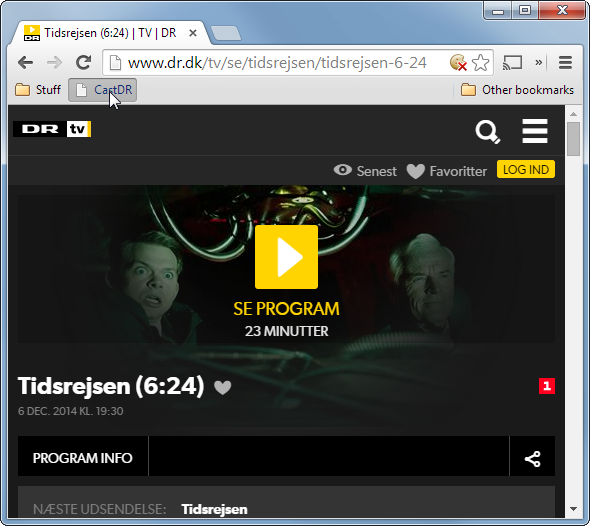 Tidsrejsen (6:24) | TV | DR
www.dr.dk/tv/se/tidsrejsen/tidsrejsen-6-24
Stuff CastDR Other bookmarks
DR tv
Senest Favoritter LOG IND
SE PROGRAM
23 MINUTTER
Tidsrejsen (6:24) 1
6 DEC. 2014 KL. 19:30
PROGRAM INFO
NÆSTE UDSENDELSE: Tidsrejsen